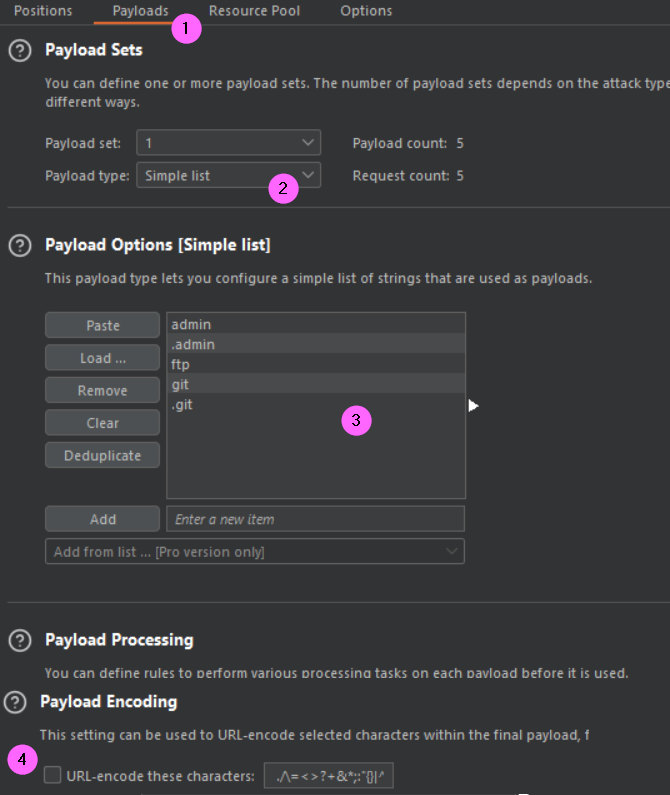 Positions Payloads Resource Pool Options
1
? Payload Sets
You can define one or more payload sets. The number of payload sets depends on the attack type
different ways.
Payload set: 1 Payload count: 5
Payload type: Simple list Request count: 5
2
? Payload Options [Simple list]
This payload type lets you configure a simple list of strings that are used as payloads.
Paste admin
.admin
Load ... ftp
Remove git
.git
Clear 3
Deduplicate
Add Enter a new item
Add from list ... [Pro version only]
? Payload Processing
You can define rules to perform various processing tasks on each payload before it is used.
? Payload Encoding
This setting can be used to URL-encode selected characters within the final payload, f
4
URL-encode these characters: ./\=<>?+&*;:"{}|^